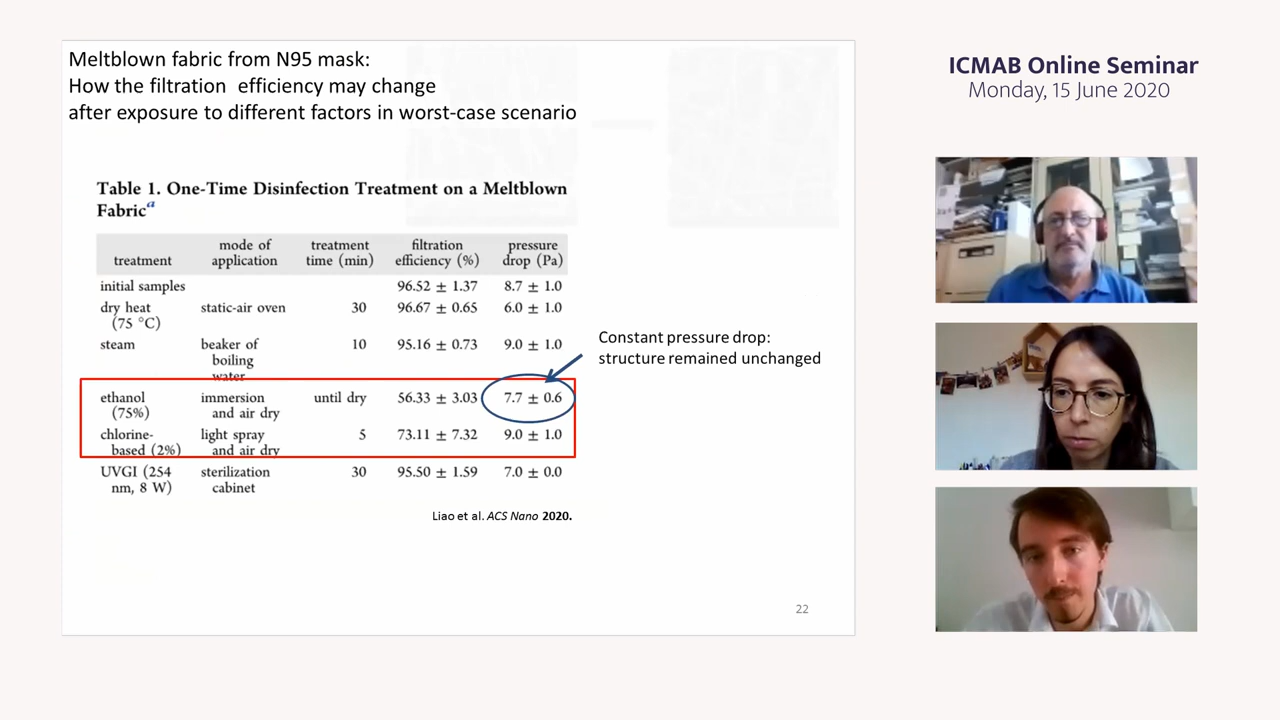 Meltblown fabric from N95 mask:
How the filtration efficiency may change
after exposure to different factors in worst-case scenario
Table 1. One-Time Disinfection Treatment on a Meltblown
Fabricᵃ
treatment mode of application treatment time (min) filtration efficiency (%) pressure drop (Pa)
initial samples 96.52 ± 1.37 8.7 ± 1.0
dry heat (75 °C) static-air oven 30 96.67 ± 0.65 6.0 ± 1.0
steam beaker of boiling water 10 95.16 ± 0.73 9.0 ± 1.0
ethanol (75%) immersion and air dry until dry 56.33 ± 3.03 7.7 ± 0.6
chlorine-based (2%) light spray and air dry 5 73.11 ± 7.32 9.0 ± 1.0
UVGI (254 nm, 8 W) sterilization cabinet 30 95.50 ± 1.59 7.0 ± 0.0
Constant pressure drop:
structure remained unchanged
Liao et al. ACS Nano 2020.
22
ICMAB Online Seminar
Monday, 15 June 2020